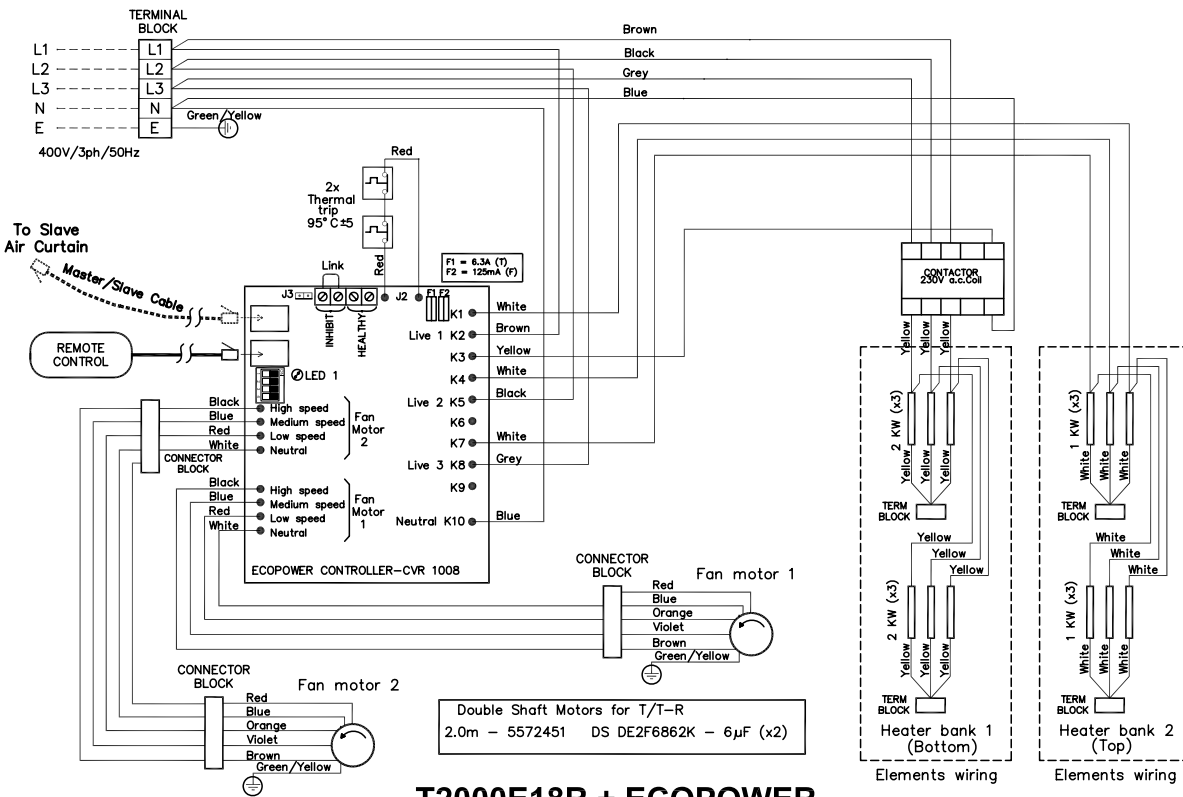 TERMINAL
BLOCK
L1 L1
L2 L2
L3 L3
N N
E E
Green/Yellow
400V/3ph/50Hz
Brown
Black
Grey
Blue
Red
2x
Thermal
trip
95°C±5
Red
To Slave
Air Curtain
Master/Slave Cable
REMOTE
CONTROL
Link
J3
J2
INHIBIT
HEALTHY
F1 = 6.3A (T)
F2 = 125mA (F)
F1 F2
LED 1
K1 White
Live 1 K2 Brown
K3 Yellow
K4 White
Live 2 K5 Black
K6
K7 White
Live 3 K8 Grey
K9
Neutral K10 Blue
Black High speed
Blue Medium speed
Red Low speed
White Neutral
Fan
Motor
2
CONNECTOR
BLOCK
Black High speed
Blue Medium speed
Red Low speed
White Neutral
Fan
Motor
1
ECOPOWER CONTROLLER-CVR 1008
CONTACTOR
230V a.c.Coil
Yellow Yellow Yellow
2 KW (x3)
Yellow Yellow Yellow
TERM
BLOCK
Yellow
Yellow
Yellow
2 KW (x3)
Yellow Yellow Yellow
TERM
BLOCK
Heater bank 1
(Bottom)
Elements wiring
1 KW (x3)
White White White
TERM
BLOCK
White
White
White
1 KW (x3)
White White White
TERM
BLOCK
Heater bank 2
(Top)
Elements wiring
CONNECTOR
BLOCK
Fan motor 1
Red
Blue
Orange
Violet
Brown
Green/Yellow
CONNECTOR
BLOCK
Fan motor 2
Red
Blue
Orange
Violet
Brown
Green/Yellow
Double Shaft Motors for T/T-R
2.0m - 5572451 DS DE2F6862K - 6µF (x2)
T2000E18R + ECOPOWER